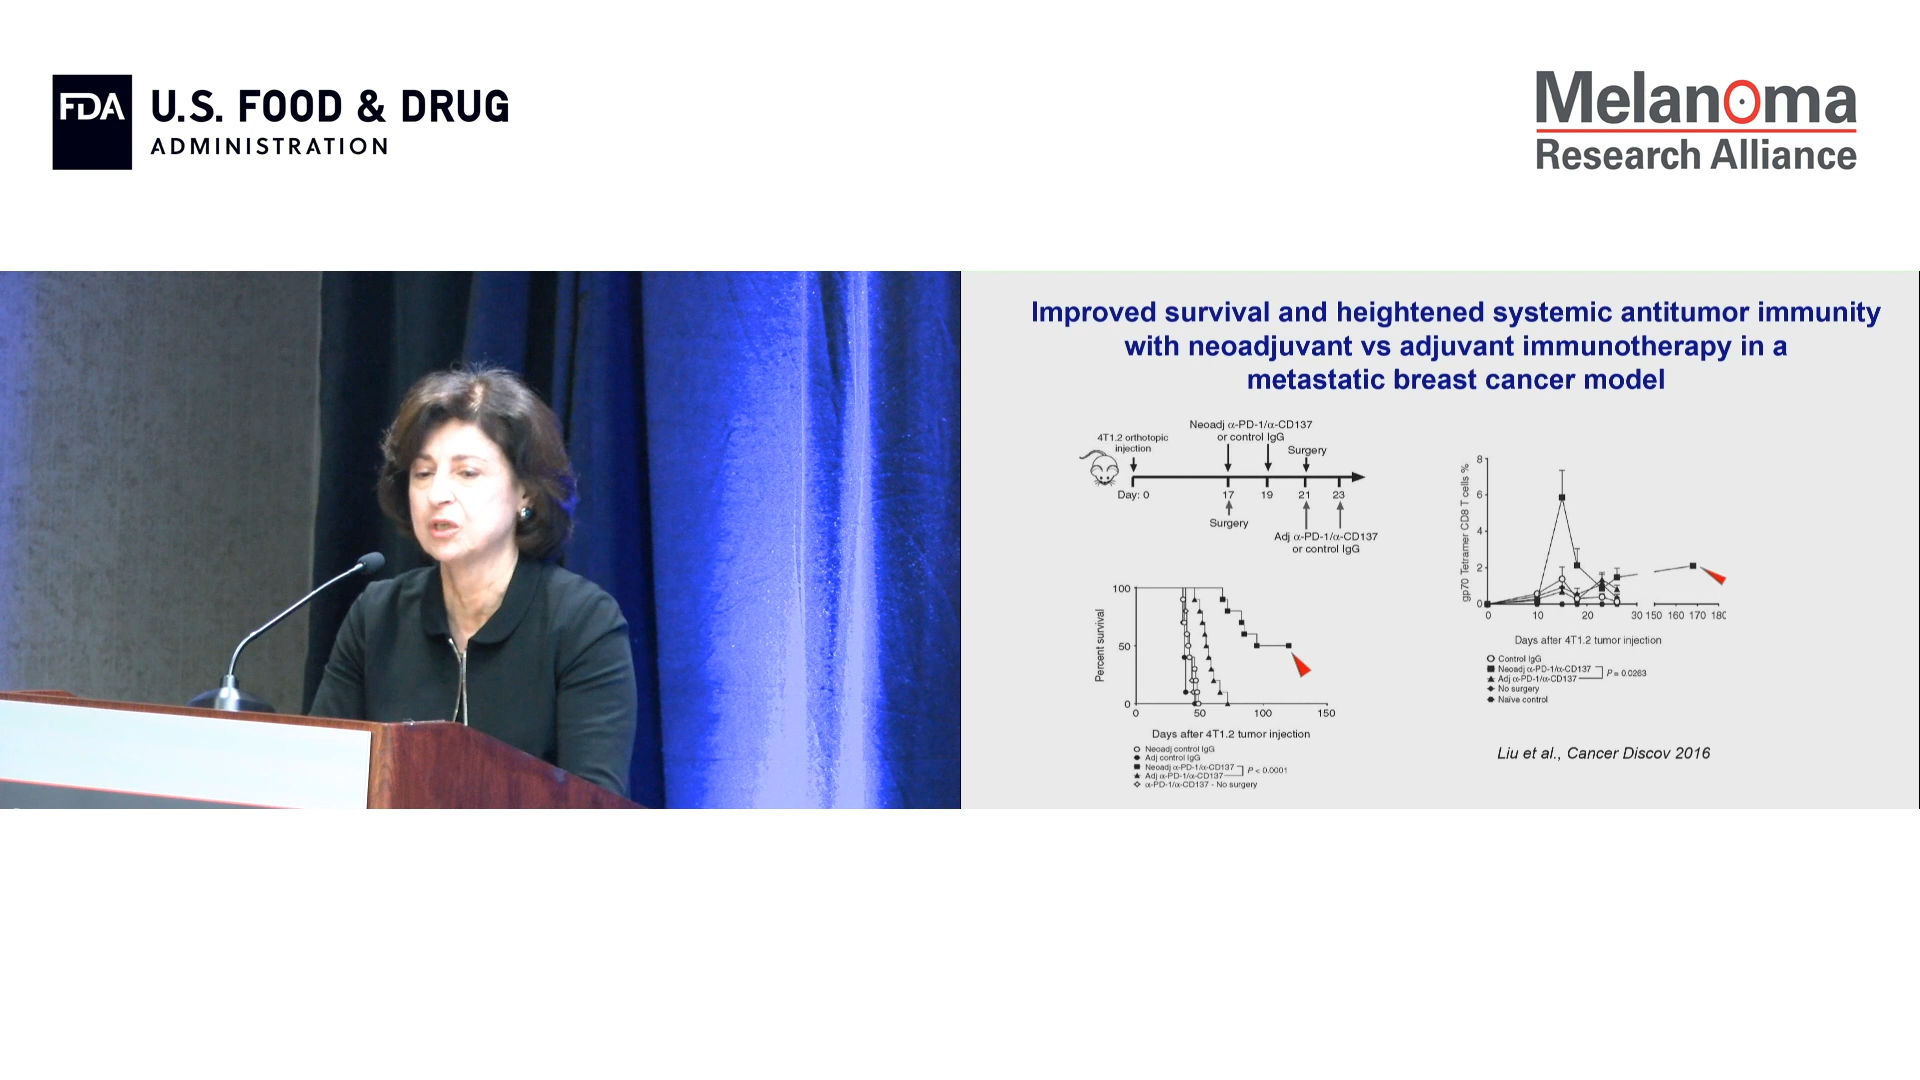 FDA
U.S. FOOD & DRUG
ADMINISTRATION
Melanoma
Research Alliance
Improved survival and heightened systemic antitumor immunity
with neoadjuvant vs adjuvant immunotherapy in a
metastatic breast cancer model
Neoadj α-PD-1/α-CD137
or control IgG
4T1.2 orthotopic
injection
Surgery
Day: 0
17
19
21
23
Surgery
Adj α-PD-1/α-CD137
or control IgG
Percent survival
100
50
0
0
50
100
150
Days after 4T1.2 tumor injection
Neoadj control IgG
Adj control IgG
Neoadj α-PD-1/α-CD137
Adj α-PD-1/α-CD137
P < 0.0001
α-PD-1/α-CD137 - No surgery
gp70 Tetramer CD8 T cells %
8
6
4
2
0
0
10
20
30
150
160
170
180
Days after 4T1.2 tumor injection
Control IgG
Neoadj α-PD-1/α-CD137
Adj α-PD-1/α-CD137
P = 0.0263
No surgery
Naïve control
Liu et al., Cancer Discov 2016